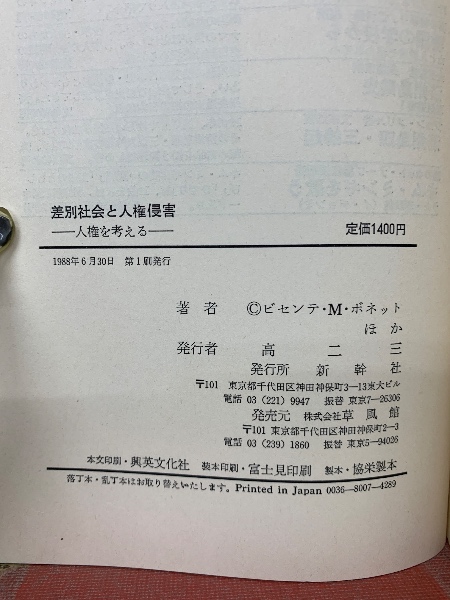 差別社会と人権侵害
――人権を考える――
定価1400円
1988年6月30日 第1刷発行
著者 ©ビセンテ・M・ボネット
ほか
発行者 高二三
発行所 新幹社
〒101 東京都千代田区神田神保町3―13東大ビル
電話 03 (221) 9947 振替 東京7―26306
発売元 株式会社草風館
〒101 東京都千代田区神田神保町2―3
電話 03 (239) 1860 振替 東京5―94026
本文印刷・興英文化社 装本印刷・富士見印刷 製本・協栄製本
落丁本・乱丁本はお取り替えいたします。Printed in Japan 0036―8007―4289